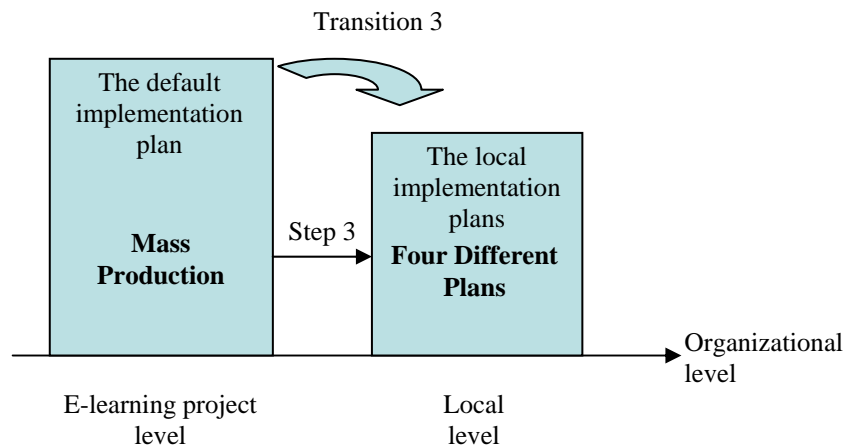 Transition 3
The default
implementation
plan
Mass
Production
Step 3
The local
implementation
plans
Four Different
Plans
Organizational
level
E-learning project
level
Local
level